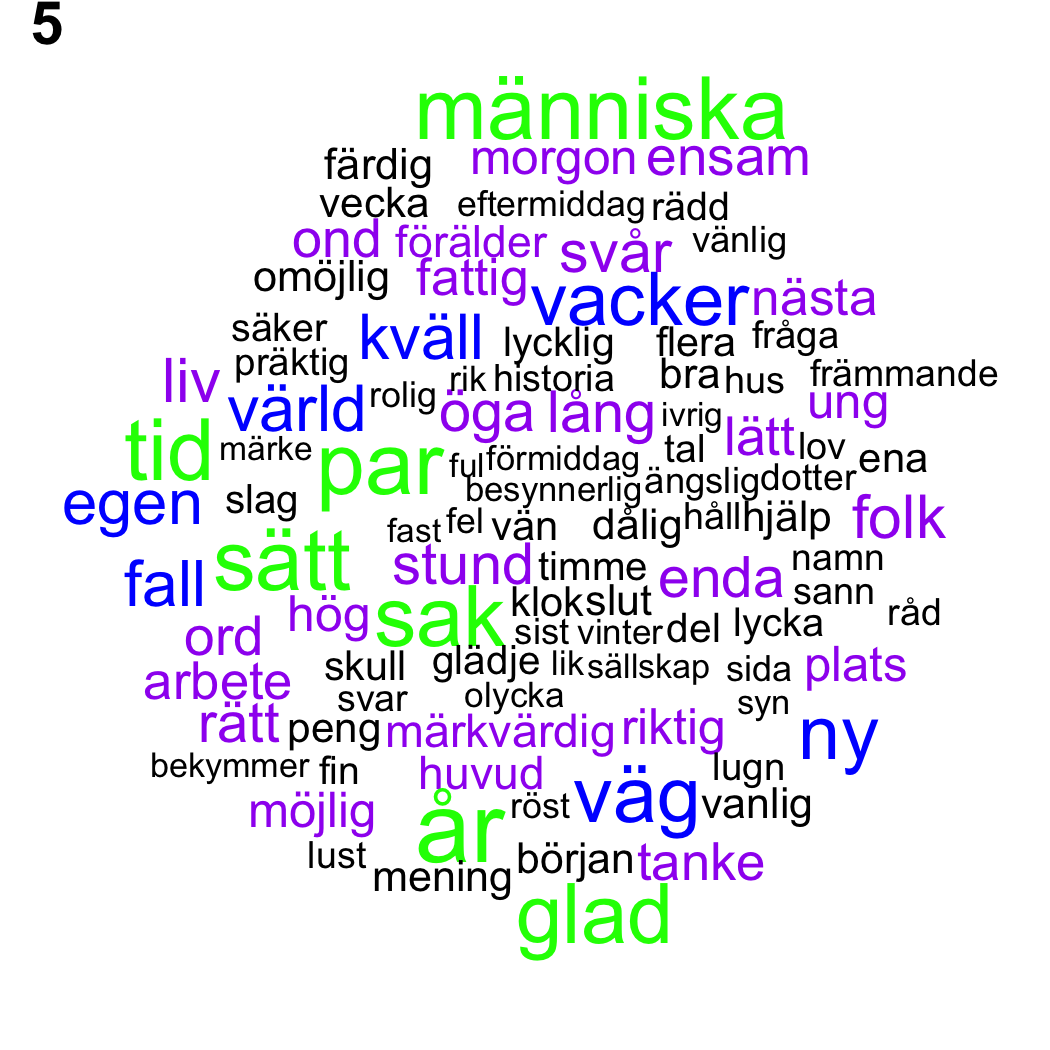 5
människa
färdig morgon ensam
vecka eftermiddag rädd
ond förälder svår vänlig
omöjlig fattig vacker nästa
säker kväll lycklig flera fråga
präktig rik historia bra hus främmande
liv värld rolig öga lång ivrig lätt ung
tid märke par ful förmiddag tal lov ena
egen slag besynnerlig ängslig dotter
fast fel vän dålig håll hjälp folk
fall sätt stund timme enda namn
hög sak klok slut sann
ord sist vinter del lycka råd
arbete skull glädje lik sällskap sida plats
svar olycka syn
rätt peng märkvärdig riktig ny
bekymmer fin huvud lugn
möjlig år röst väg vanlig
lust mening början tanke
glad